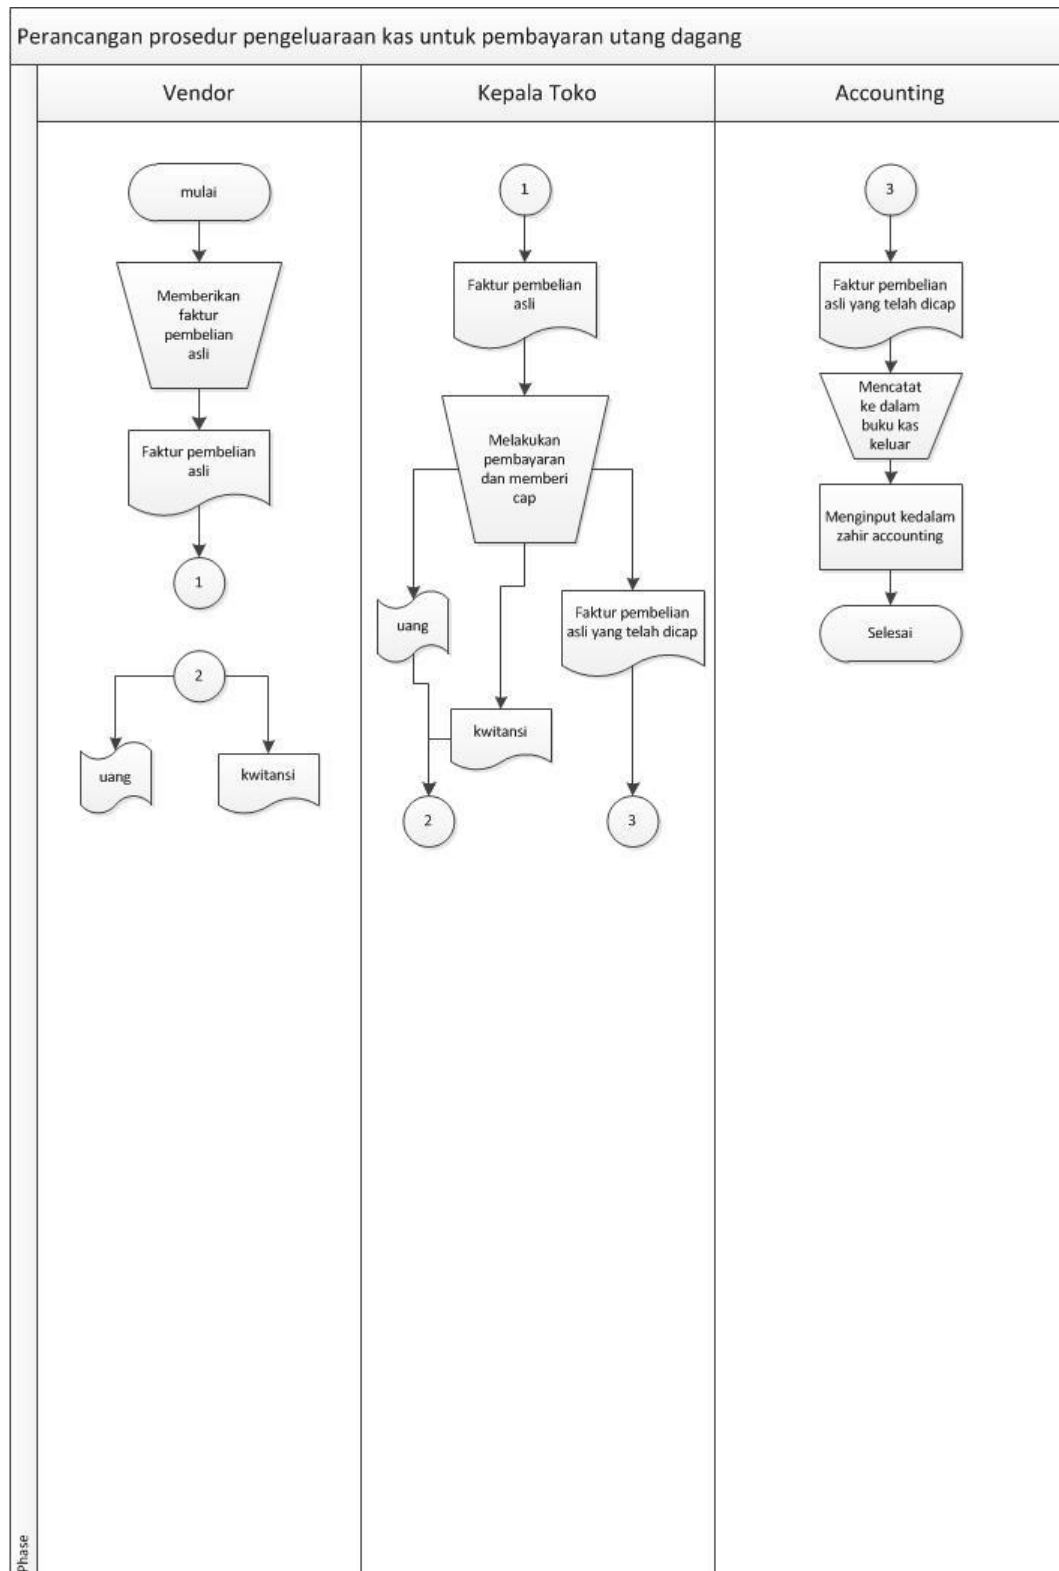 Perancangan prosedur pengeluaraan kas untuk pembayaran utang dagang
Vendor
Kepala Toko
Accounting
mulai
Memberikan
faktur
pembelian
asli
Faktur pembelian
asli
1
2
uang
kwitansi
1
Faktur pembelian
asli
Melakukan
pembayaran
dan memberi
cap
uang
Faktur pembelian
asli yang telah dicap
kwitansi
2
3
3
Faktur pembelian
asli yang telah dicap
Mencatat
ke dalam
buku kas
keluar
Menginput kedalam
zahir accounting
Selesai
Phase